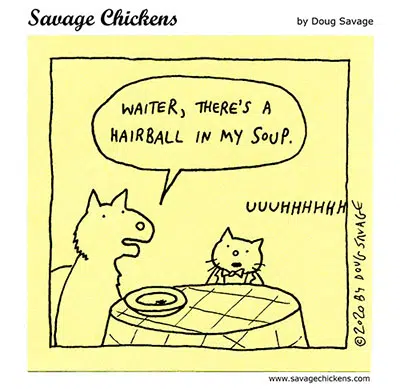 Savage Chickens
by Doug Savage
WAITER, THERE'S A
HAIRBALL IN MY SOUP.
UUUHHHHHH
©2020 BY DOUG SAVAGE
www.savagechickens.com